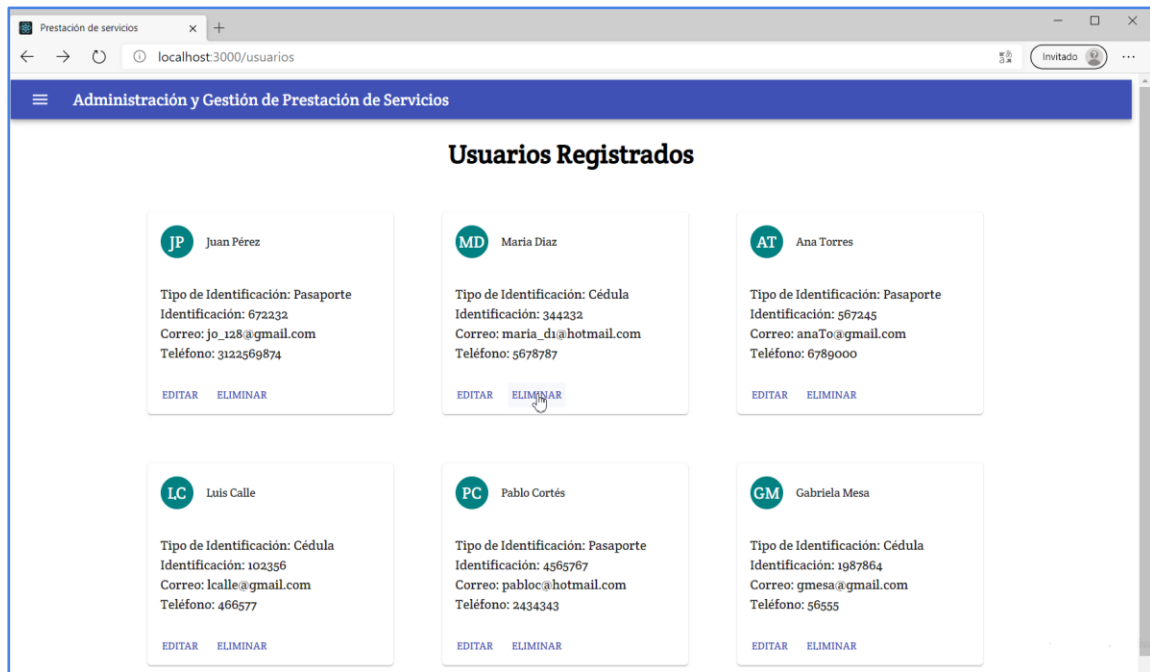 Prestación de servicios
localhost:3000/usuarios
Invitado
Administración y Gestión de Prestación de Servicios
Usuarios Registrados
JP Juan Pérez
Tipo de Identificación: Pasaporte
Identificación: 672232
Correo: jo_128@gmail.com
Teléfono: 3122569874
EDITAR ELIMINAR
MD Maria Diaz
Tipo de Identificación: Cédula
Identificación: 344232
Correo: maria_d1@hotmail.com
Teléfono: 5678787
EDITAR ELIMINAR
AT Ana Torres
Tipo de Identificación: Pasaporte
Identificación: 567245
Correo: anaTo@gmail.com
Teléfono: 6789000
EDITAR ELIMINAR
LC Luis Calle
Tipo de Identificación: Cédula
Identificación: 102356
Correo: lcalle@gmail.com
Teléfono: 466577
EDITAR ELIMINAR
PC Pablo Cortés
Tipo de Identificación: Pasaporte
Identificación: 4565767
Correo: pabloc@hotmail.com
Teléfono: 2434343
EDITAR ELIMINAR
GM Gabriela Mesa
Tipo de Identificación: Cédula
Identificación: 1987864
Correo: gmesa@gmail.com
Teléfono: 56555
EDITAR ELIMINAR